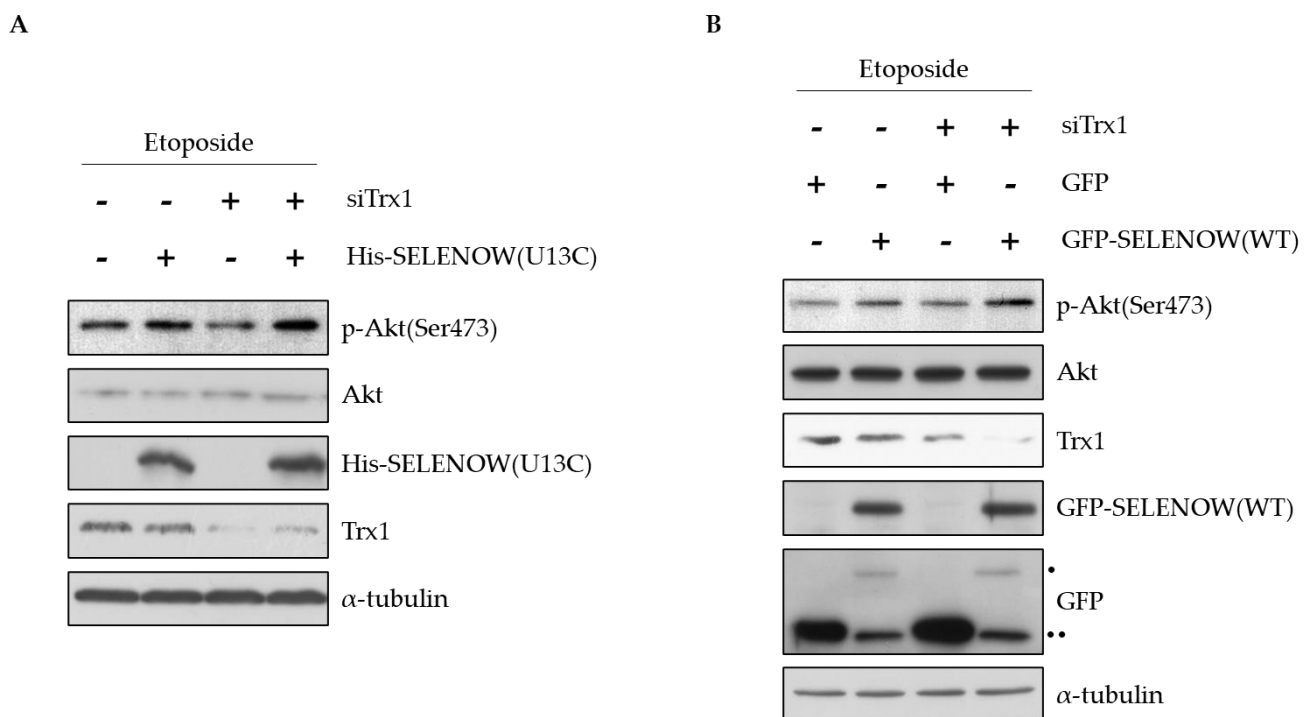 A
Etoposide
- - + + siTrx1
- + - + His-SELENOW(U13C)
p-Akt(Ser473)
Akt
His-SELENOW(U13C)
Trx1
α-tubulin
B
Etoposide
- - + + siTrx1
+ - + - GFP
- + - + GFP-SELENOW(WT)
p-Akt(Ser473)
Akt
Trx1
GFP-SELENOW(WT)
•
GFP
••
α-tubulin